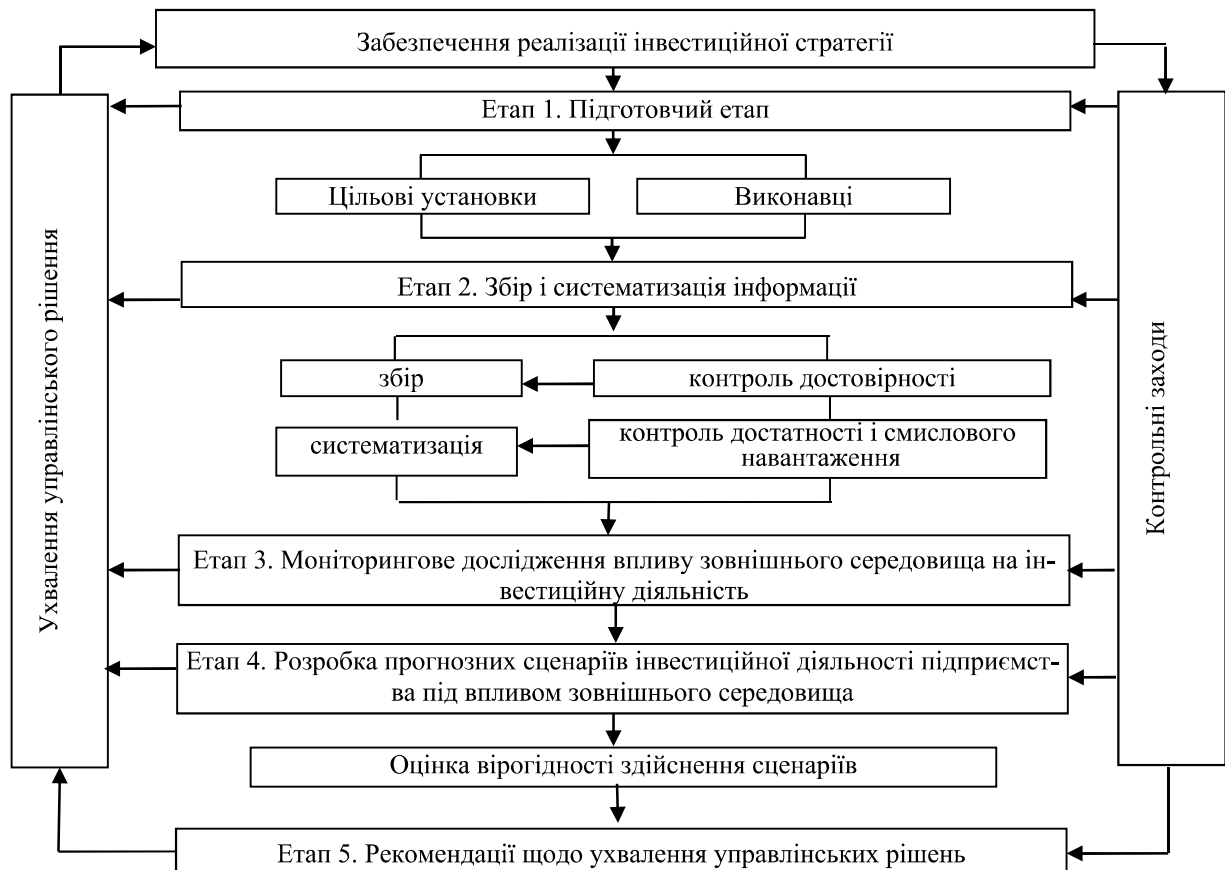 Забезпечення реалізації інвестиційної стратегії
Етап 1. Підготовчий етап
Цільові установки
Виконавці
Етап 2. Збір і систематизація інформації
збір
контроль достовірності
систематизація
контроль достатності і смислового
навантаження
Етап 3. Моніторингове дослідження впливу зовнішнього середовища на ін-
вестиційну діяльність
Етап 4. Розробка прогнозних сценаріїв інвестиційної діяльності підприємст-
ва під впливом зовнішнього середовища
Оцінка вірогідності здійснення сценаріїв
Етап 5. Рекомендації щодо ухвалення управлінських рішень
Ухвалення управлінського рішення
Контрольні заходи